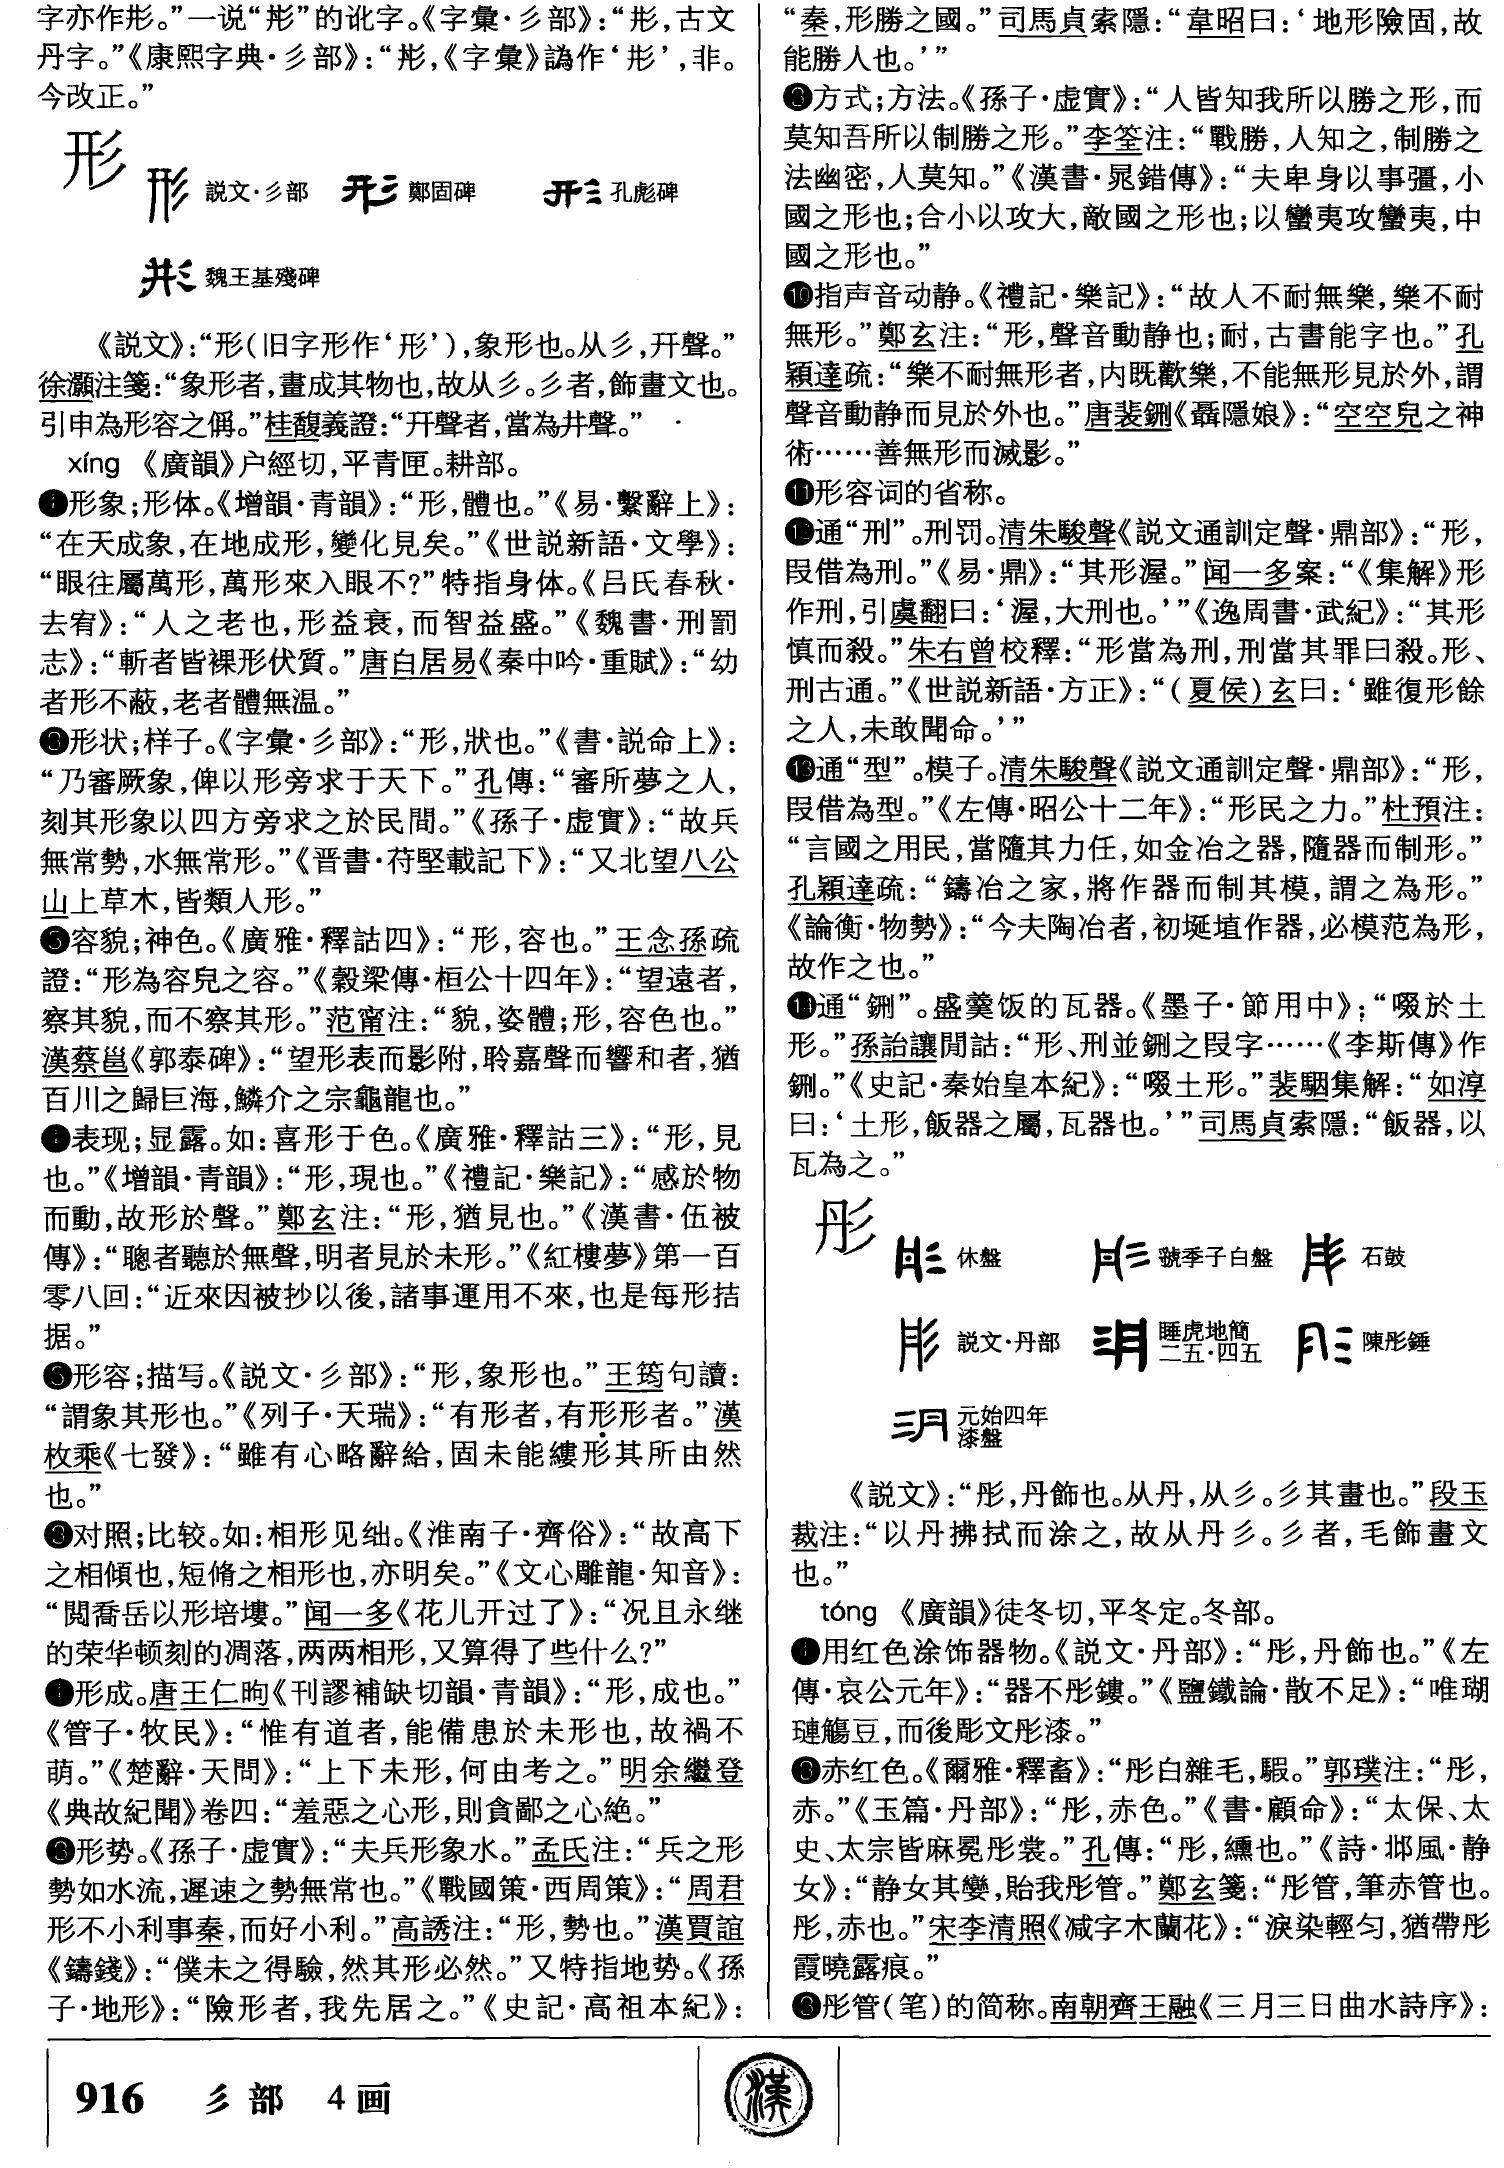 字亦作形。”一说“彤”的讹字。《字彙·彡部》：“形，古文
丹字。”《康熙字典·彡部》：“彤，《字彙》譌作‘形’，非。
今改正。”
形
形 説文·彡部 形 鄭固碑 形 孔彪碑
形 魏王基殘碑
《説文》：“形（旧字形作‘形’），象形也。从彡，幵聲。”
徐灝注箋：“象形者，畫成其物也，故从彡。彡者，飾畫文也。
引申為形容之偁。”桂馥義證：“幵聲者，當為井聲。”
xíng 《廣韻》户經切，平青匣。耕部。
❶形象；形体。《增韻·青韻》：“形，體也。”《易·繫辭上》：
“在天成象，在地成形，變化見矣。”《世説新語·文學》：
“眼往屬萬形，萬形來入眼不？”特指身体。《吕氏春秋·
去宥》：“人之老也，形益衰，而智益盛。”《魏書·刑罰
志》：“斬者皆裸形伏質。”唐白居易《秦中吟·重賦》：“幼
者形不蔽，老者體無温。”
❷形状；样子。《字彙·彡部》：“形，狀也。”《書·説命上》：
“乃審厥象，俾以形旁求于天下。”孔傳：“審所夢之人，
刻其形象以四方旁求之於民間。”《孫子·虚實》：“故兵
無常勢，水無常形。”《晋書·苻堅載記下》：“又北望八公
山上草木，皆類人形。”
❸容貌；神色。《廣雅·釋詁四》：“形，容也。”王念孫疏
證：“形為容皃之容。”《穀梁傳·桓公十四年》：“望遠者，
察其貌，而不察其形。”范甯注：“貌，姿體；形，容色也。”
漢蔡邕《郭泰碑》：“望形表而影附，聆嘉聲而響和者，猶
百川之歸巨海，鱗介之宗龜龍也。”
❹表现；显露。如：喜形于色。《廣雅·釋詁三》：“形，見
也。”《增韻·青韻》：“形，現也。”《禮記·樂記》：“感於物
而動，故形於聲。”鄭玄注：“形，猶見也。”《漢書·伍被
傳》：“聰者聽於無聲，明者見於未形。”《紅樓夢》第一百
零八回：“近來因被抄以後，諸事運用不來，也是每形拮
据。”
❺形容；描写。《説文·彡部》：“形，象形也。”王筠句讀：
“謂象其形也。”《列子·天瑞》：“有形者，有形形者。”漢
枚乘《七發》：“雖有心略辭給，固未能縷形其所由然
也。”
❻对照；比较。如：相形见绌。《淮南子·齊俗》：“故高下
之相傾也，短脩之相形也，亦明矣。”《文心雕龍·知音》：
“閲喬岳以形培塿。”闻一多《花儿开过了》：“况且永继
的荣华顿刻的凋落，两两相形，又算得了些什么？”
❼形成。唐王仁昫《刊謬補缺切韻·青韻》：“形，成也。”
《管子·牧民》：“惟有道者，能備患於未形也，故禍不
萌。”《楚辭·天問》：“上下未形，何由考之。”明余繼登
《典故紀聞》卷四：“羞惡之心形，則貪鄙之心絶。”
❽形势。《孫子·虚實》：“夫兵形象水。”孟氏注：“兵之形
勢如水流，遲速之勢無常也。”《戰國策·西周策》：“周君
形不小利事秦，而好小利。”高誘注：“形，勢也。”漢賈誼
《鑄錢》：“僕未之得驗，然其形必然。”又特指地势。《孫
子·地形》：“險形者，我先居之。”《史記·高祖本紀》：
“秦，形勝之國。”司馬貞索隱：“韋昭曰：‘地形險固，故
能勝人也。’”
❾方式；方法。《孫子·虚實》：“人皆知我所以勝之形，而
莫知吾所以制勝之形。”李筌注：“戰勝，人知之，制勝之
法幽密，人莫知。”《漢書·晁錯傳》：“夫卑身以事彊，小
國之形也；合小以攻大，敵國之形也；以蠻夷攻蠻夷，中
國之形也。”
❿指声音动静。《禮記·樂記》：“故人不耐無樂，樂不耐
無形。”鄭玄注：“形，聲音動静也；耐，古書能字也。”孔
穎達疏：“樂不耐無形者，内既歡樂，不能無形見於外，謂
聲音動静而見於外也。”唐裴鉶《聶隱娘》：“空空兒之神
術……善無形而滅影。”
⓫形容词的省称。
⓬通“刑”。刑罚。清朱駿聲《説文通訓定聲·鼎部》：“形，
叚借為刑。”《易·鼎》：“其形渥。”闻一多案：“《集解》形
作刑，引虞翻曰：‘渥，大刑也。’”《逸周書·武紀》：“其形
慎而殺。”朱右曾校釋：“形當為刑，刑當其罪曰殺。形、
刑古通。”《世説新語·方正》：“（夏侯）玄曰：‘雖復形餘
之人，未敢聞命。’”
⓭通“型”。模子。清朱駿聲《説文通訓定聲·鼎部》：“形，
叚借為型。”《左傳·昭公十二年》：“形民之力。”杜預注：
“言國之用民，當隨其力任，如金冶之器，隨器而制形。”
孔穎達疏：“鑄冶之家，將作器而制其模，謂之為形。”
《論衡·物勢》：“今夫陶冶者，初埏埴作器，必模范為形，
故作之也。”
⓮通“鉶”。盛羹饭的瓦器。《墨子·節用中》：“啜於土
形。”孫詒讓閒詁：“形、刑並鉶之叚字……《李斯傳》作
鉶。”《史記·秦始皇本紀》：“啜土形。”裴駰集解：“如淳
曰：‘土形，飯器之屬，瓦器也。’”司馬貞索隱：“飯器，以
瓦為之。”
彤
彤 休盤 彤 虢季子白盤 彤 石鼓
彤 説文·丹部 彤 睡虎地簡二五·四五 彤 陳彤錘
彤 元始四年漆盤
《説文》：“彤，丹飾也。从丹，从彡。彡其畫也。”段玉
裁注：“以丹拂拭而涂之，故从丹彡。彡者，毛飾畫文
也。”
tóng 《廣韻》徒冬切，平冬定。冬部。
❶用红色涂饰器物。《説文·丹部》：“彤，丹飾也。”《左
傳·哀公元年》：“器不彤鏤。”《鹽鐵論·散不足》：“唯瑚
璉觴豆，而後彫文彤漆。”
❷赤红色。《爾雅·釋畜》：“彤白雜毛，騢。”郭璞注：“彤，
赤。”《玉篇·丹部》：“彤，赤色。”《書·顧命》：“太保、太
史、太宗皆麻冕彤裳。”孔傳：“彤，纁也。”《詩·邶風·静
女》：“静女其孌，貽我彤管。”鄭玄箋：“彤管，筆赤管也。
彤，赤也。”宋李清照《减字木蘭花》：“淚染輕匀，猶帶彤
霞曉露痕。”
❸彤管（笔）的简称。南朝齊王融《三月三日曲水詩序》：
916 彡部 4画
漢